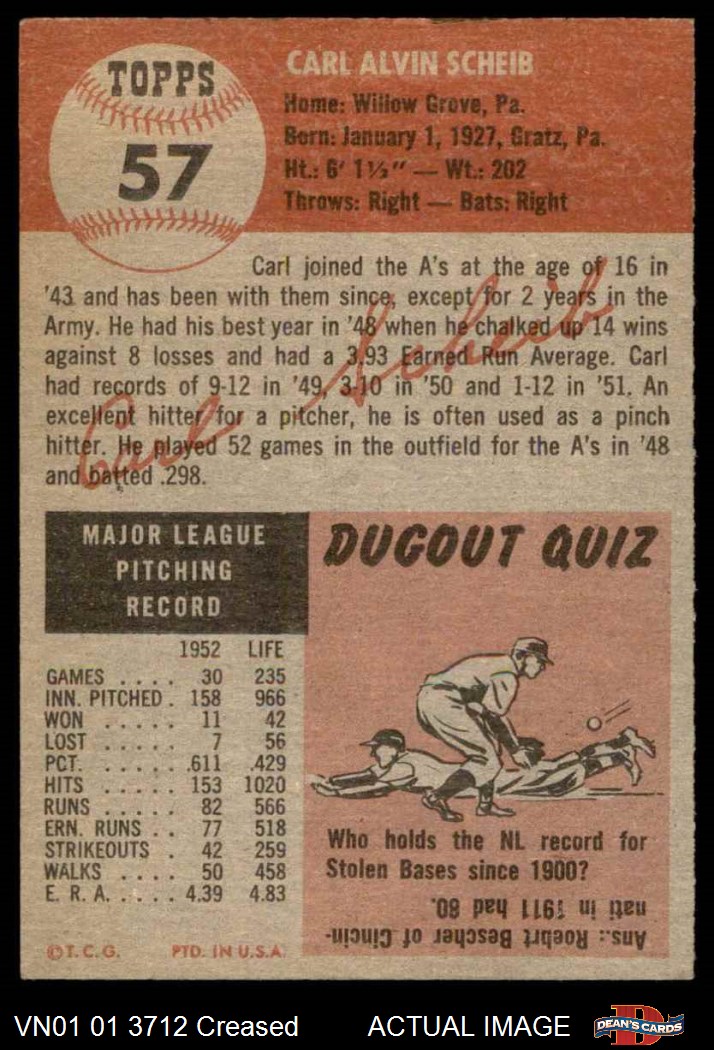 TOPPS
57
CARL ALVIN SCHEIB
Home: Willow Grove, Pa.
Born: January 1, 1927, Gratz, Pa.
Ht.: 6' 1½" — Wt.: 202
Throws: Right — Bats: Right
Carl joined the A's at the age of 16 in
'43 and has been with them since, except for 2 years in the
Army. He had his best year in '48 when he chalked up 14 wins
against 8 losses and had a 3.93 Earned Run Average. Carl
had records of 9-12 in '49, 3-10 in '50 and 1-12 in '51. An
excellent hitter for a pitcher, he is often used as a pinch
hitter. He played 52 games in the outfield for the A's in '48
and batted .298.
Carl Scheib
MAJOR LEAGUE
PITCHING
RECORD
1952 LIFE
GAMES . . . . 30 235
INN. PITCHED . 158 966
WON . . . . . 11 42
LOST . . . . . 7 56
PCT. . . . . . .611 .429
HITS . . . . . 153 1020
RUNS . . . . . 82 566
ERN. RUNS . . 77 518
STRIKEOUTS . 42 259
WALKS . . . . 50 458
E. R. A. . . . . 4.39 4.83
©T.C.G. PTD. IN U.S.A.
DUGOUT QUIZ
Who holds the NL record for
Stolen Bases since 1900?
Ans.: Roebrt Bescher of Cincin-
nati in 1911 had 80.
VN01 01 3712 Creased ACTUAL IMAGE
D
DEAN'S CARDS